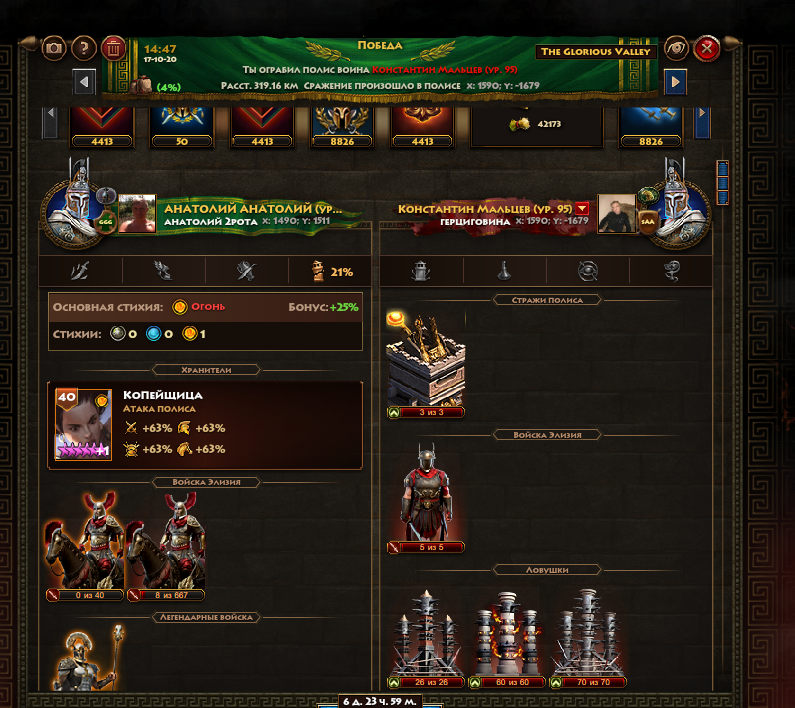 14:47
17-10-20
(4%)
Победа
The Glorious Valley
Ты ограбил полис воина Константин Мальцев (ур. 95)
Расст. 319.16 км Сражение произошло в полисе X: 1590; Y: -1679
4413
50
4413
8826
4413
42173
8826
GGG
Анатолий Анатолий (ур...
Анатолий 2рота X: 1490; Y: 1511
Константин Мальцев (ур. 95)
Герциговина X: 1590; Y: -1679
21%
Основная стихия: Огонь
Бонус: +25%
Стихии: 0 0 1
Хранители
40
КоПейщица
Атака полиса
+63% +63%
+63% +63%
+1
Войска Элизия
0 из 40
8 из 667
Легендарные войска
Стражи Полиса
3 из 3
Войска Элизия
5 из 5
Ловушки
26 из 26
60 из 60
70 из 70
6 д. 23 ч. 59 м.